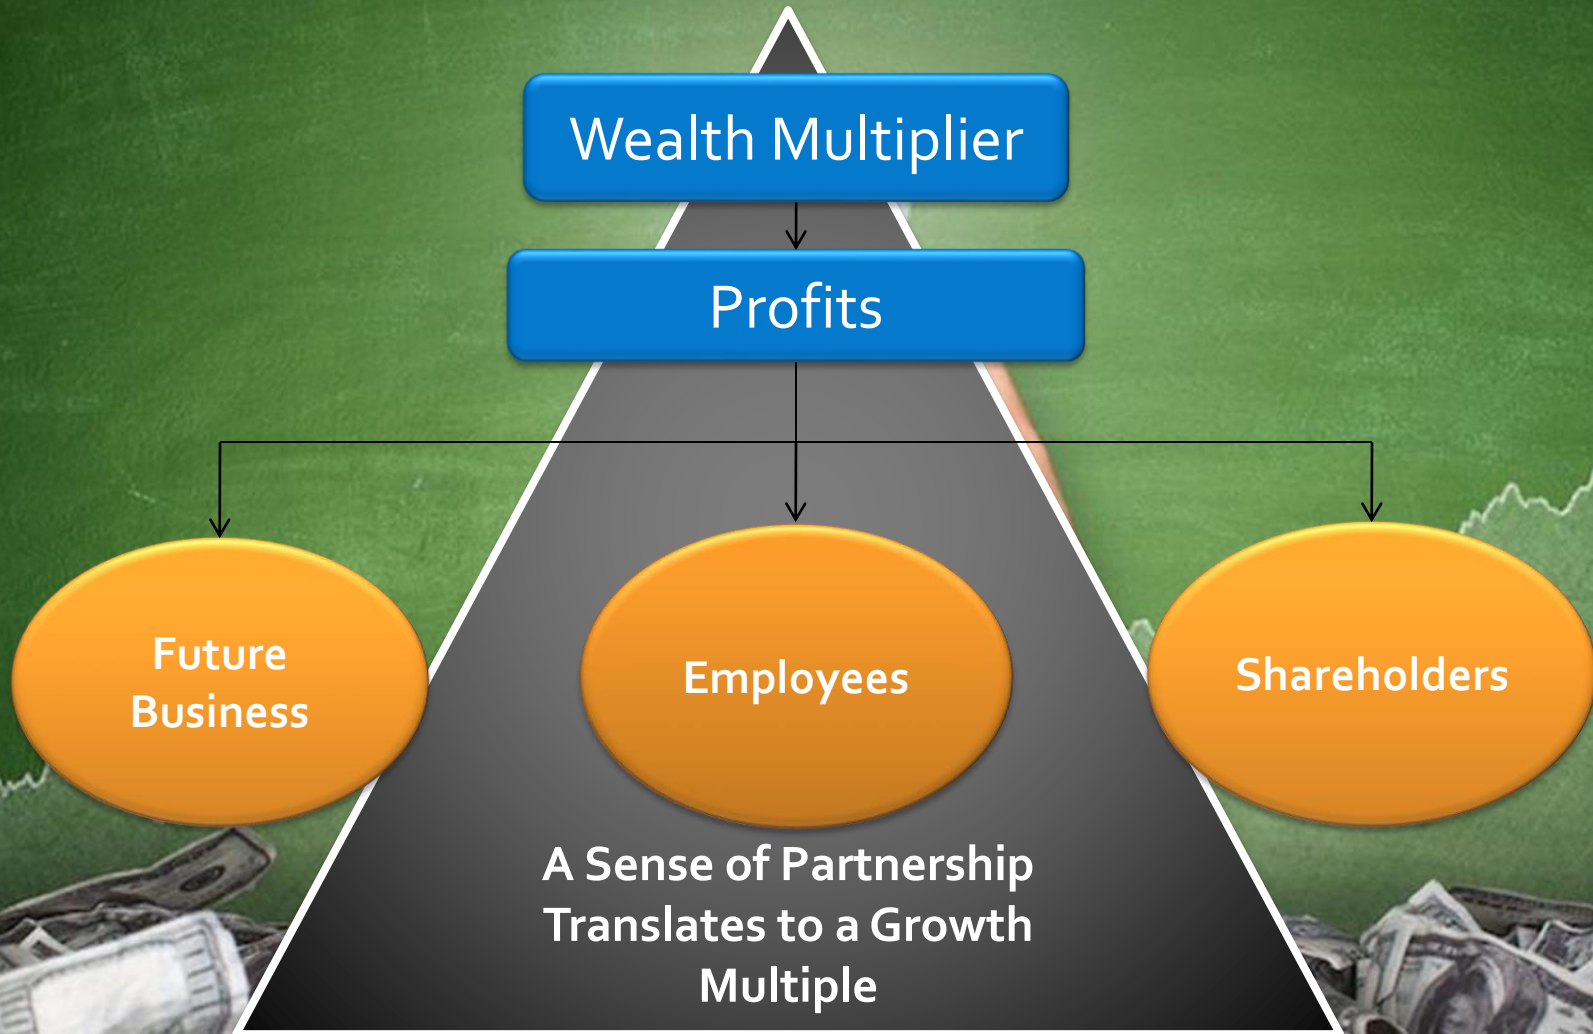 Wealth Multiplier
Profits
Future
Business
Employees
Shareholders
A Sense of Partnership
Translates to a Growth
Multiple